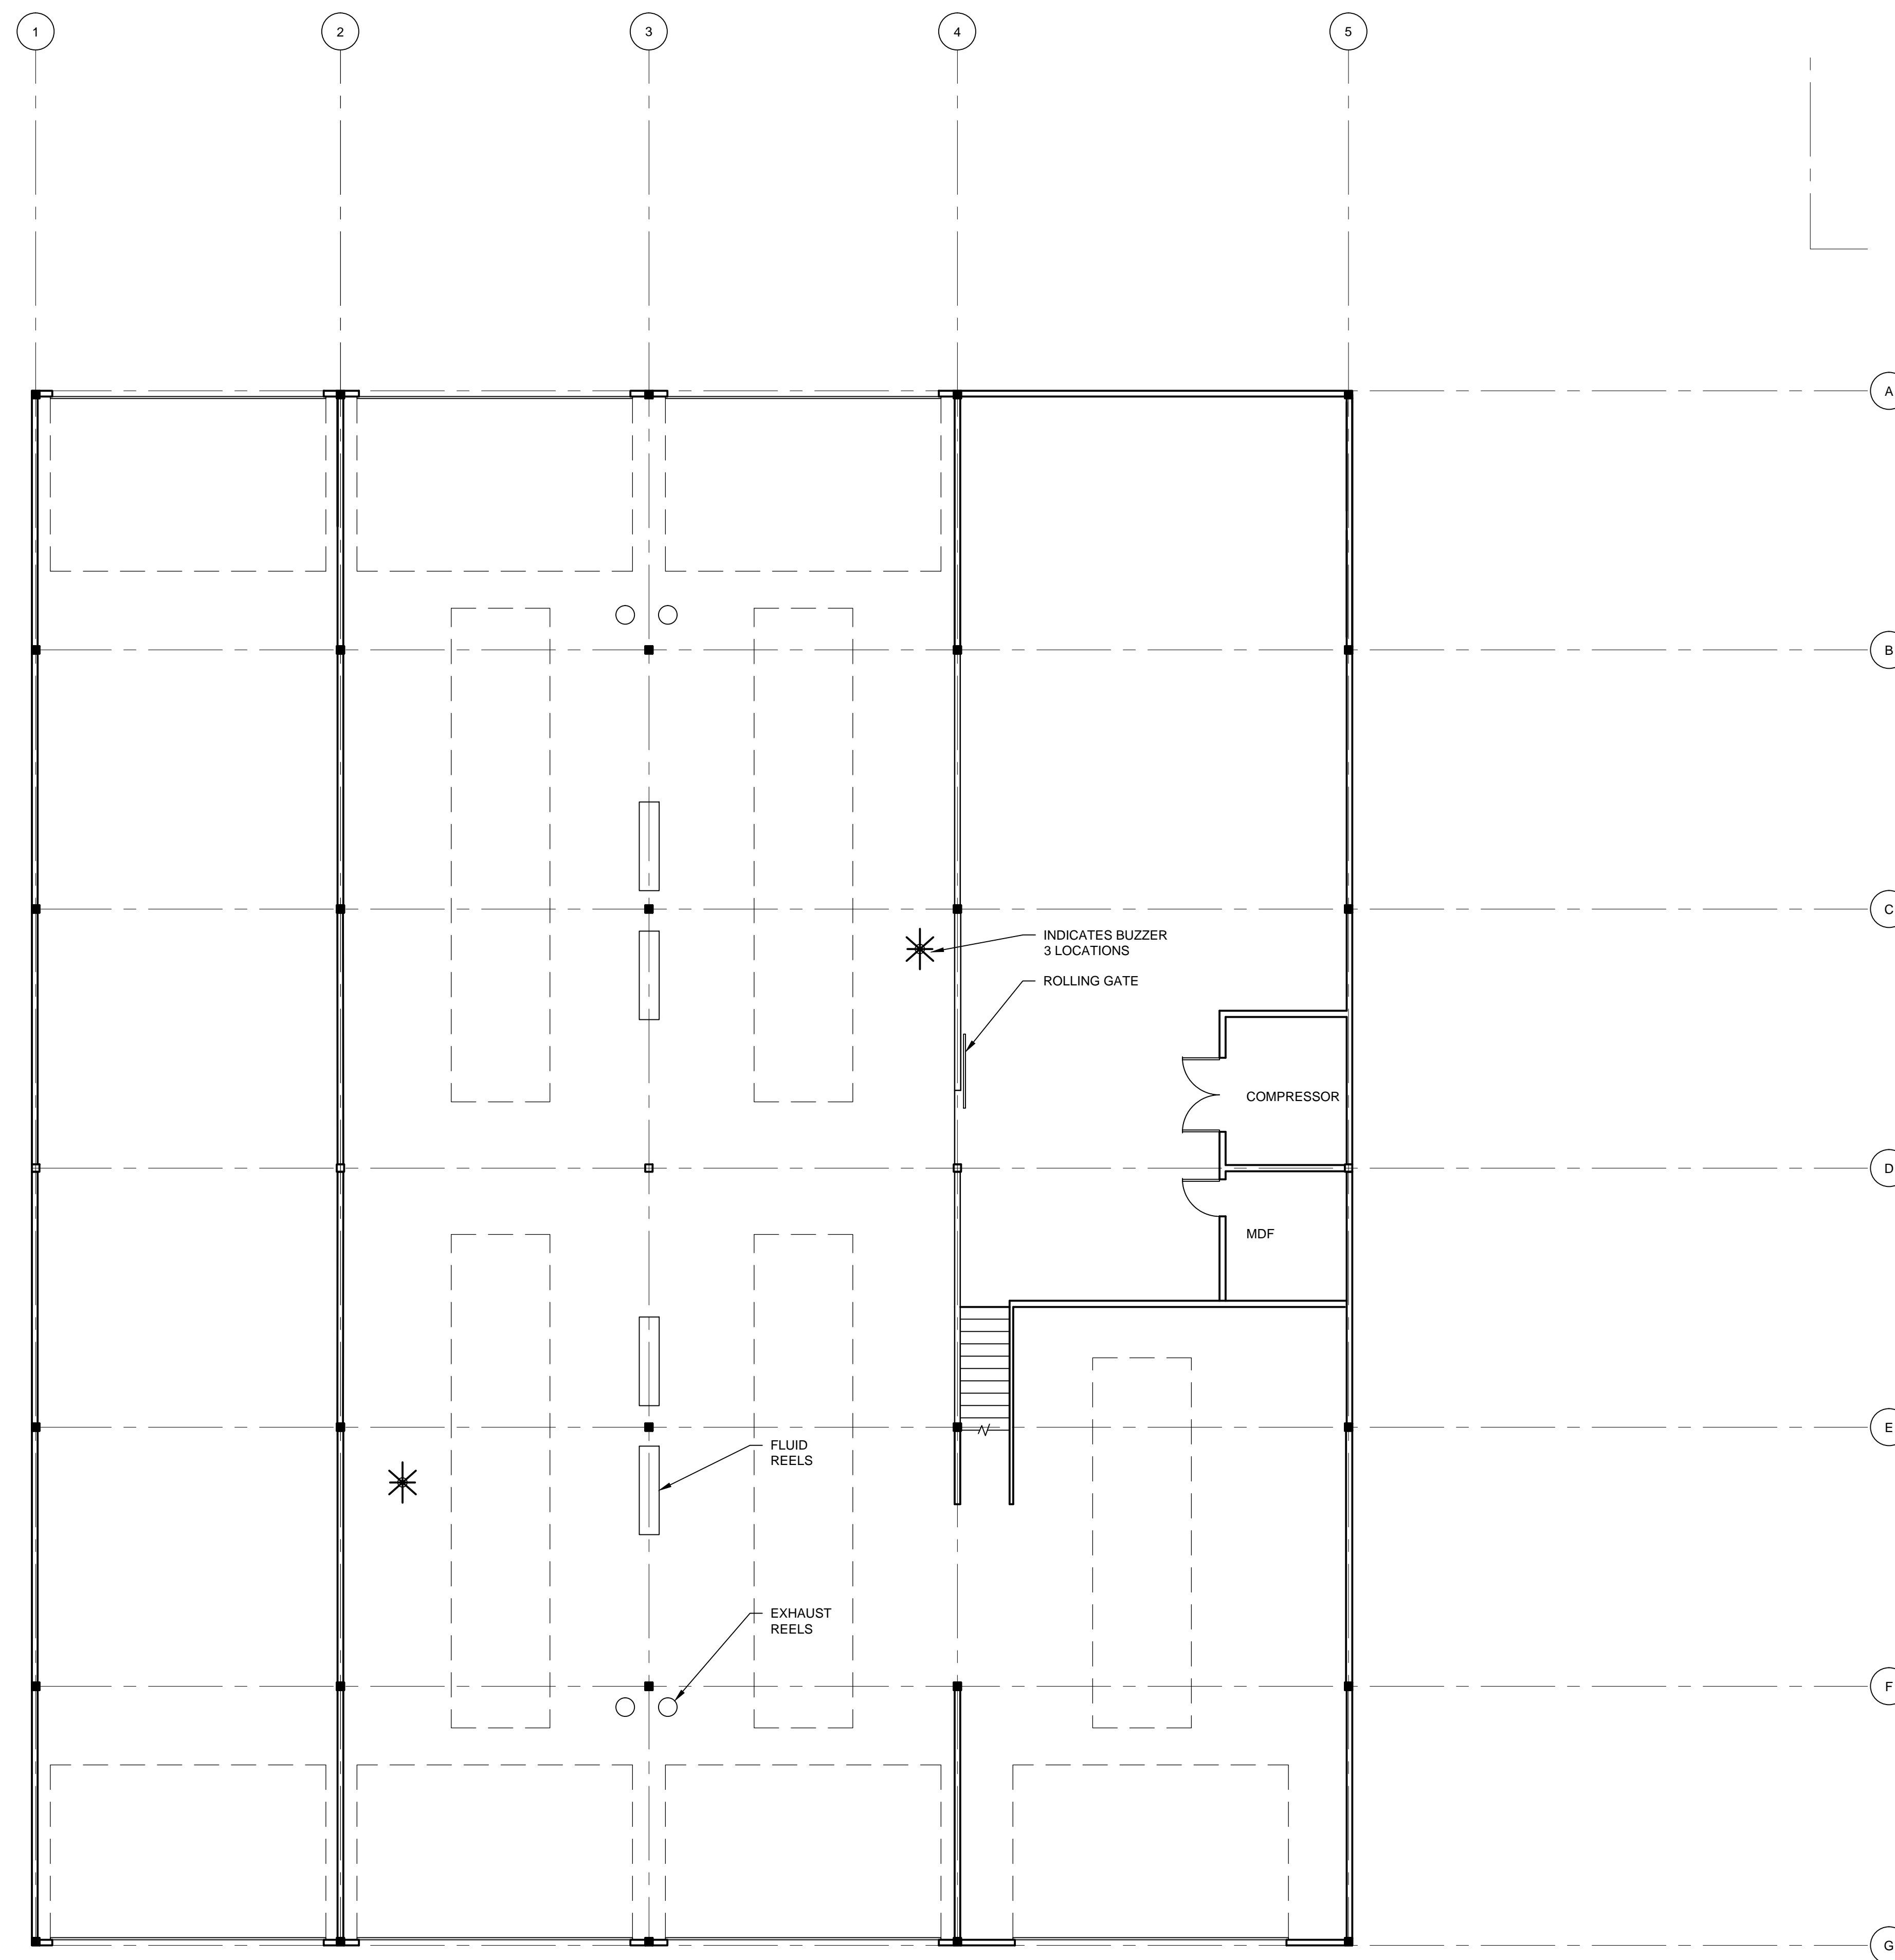 1
2
3
4
5
A
B
C
INDICATES BUZZER
3 LOCATIONS
ROLLING GATE
COMPRESSOR
D
MDF
E
FLUID
REELS
EXHAUST
REELS
F
G